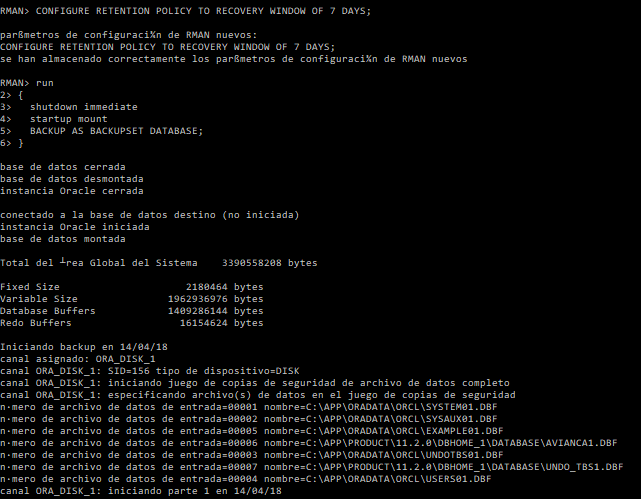 RMAN> CONFIGURE RETENTION POLICY TO RECOVERY WINDOW OF 7 DAYS;
parßmetros de configuraci¾n de RMAN nuevos:
CONFIGURE RETENTION POLICY TO RECOVERY WINDOW OF 7 DAYS;
se han almacenado correctamente los parßmetros de configuraci¾n de RMAN nuevos
RMAN> run
2> {
3>   shutdown immediate
4>   startup mount
5>   BACKUP AS BACKUPSET DATABASE;
6> }
base de datos cerrada
base de datos desmontada
instancia Oracle cerrada
conectado a la base de datos destino (no iniciada)
instancia Oracle iniciada
base de datos montada
Total del ┴rea Global del Sistema    3390558208 bytes
Fixed Size                     2180464 bytes
Variable Size               1962936976 bytes
Database Buffers            1409286144 bytes
Redo Buffers                  16154624 bytes
Iniciando backup en 14/04/18
canal asignado: ORA_DISK_1
canal ORA_DISK_1: SID=156 tipo de dispositivo=DISK
canal ORA_DISK_1: iniciando juego de copias de seguridad de archivo de datos completo
canal ORA_DISK_1: especificando archivo(s) de datos en el juego de copias de seguridad
n·mero de archivo de datos de entrada=00001 nombre=C:\APP\ORADATA\ORCL\SYSTEM01.DBF
n·mero de archivo de datos de entrada=00002 nombre=C:\APP\ORADATA\ORCL\SYSAUX01.DBF
n·mero de archivo de datos de entrada=00005 nombre=C:\APP\ORADATA\ORCL\EXAMPLE01.DBF
n·mero de archivo de datos de entrada=00006 nombre=C:\APP\PRODUCT\11.2.0\DBHOME_1\DATABASE\AVIANCA1.DBF
n·mero de archivo de datos de entrada=00003 nombre=C:\APP\ORADATA\ORCL\UNDOTBS01.DBF
n·mero de archivo de datos de entrada=00007 nombre=C:\APP\PRODUCT\11.2.0\DBHOME_1\DATABASE\UNDO_TBS1.DBF
n·mero de archivo de datos de entrada=00004 nombre=C:\APP\ORADATA\ORCL\USERS01.DBF
canal ORA_DISK_1: iniciando parte 1 en 14/04/18